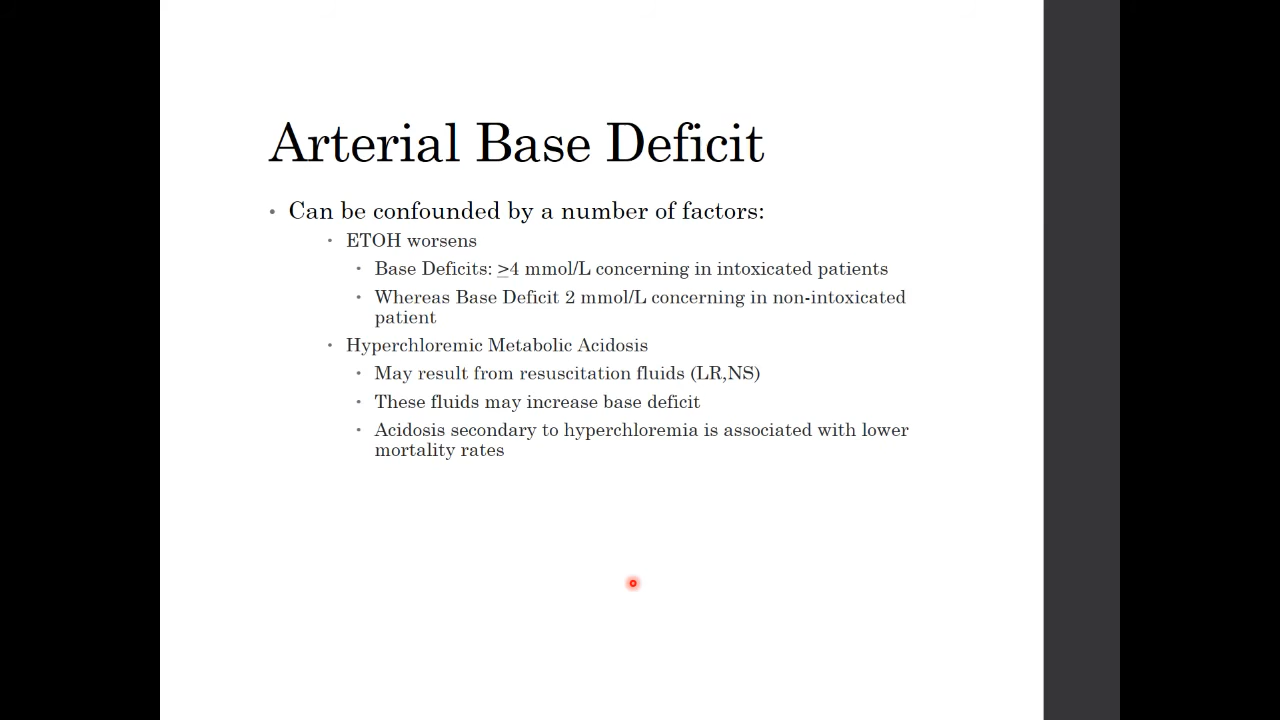 Arterial Base Deficit
• Can be confounded by a number of factors:
• ETOH worsens
• Base Deficits: ≥4 mmol/L concerning in intoxicated patients
• Whereas Base Deficit 2 mmol/L concerning in non-intoxicated
patient
• Hyperchloremic Metabolic Acidosis
• May result from resuscitation fluids (LR,NS)
• These fluids may increase base deficit
• Acidosis secondary to hyperchloremia is associated with lower
mortality rates